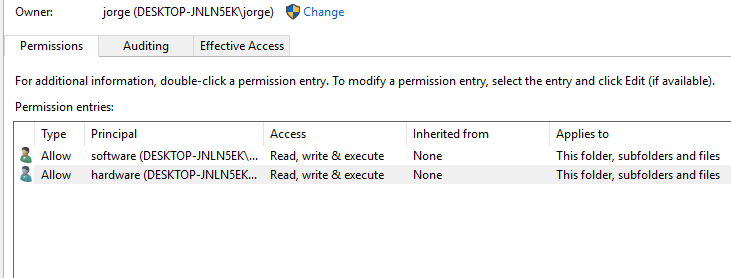 Owner: jorge (DESKTOP-JNLN5EK\jorge) Change
Permissions Auditing Effective Access
For additional information, double-click a permission entry. To modify a permission entry, select the entry and click Edit (if available).
Permission entries:
Type Principal Access Inherited from Applies to
Allow software (DESKTOP-JNLN5EK\... Read, write & execute None This folder, subfolders and files
Allow hardware (DESKTOP-JNLN5EK... Read, write & execute None This folder, subfolders and files